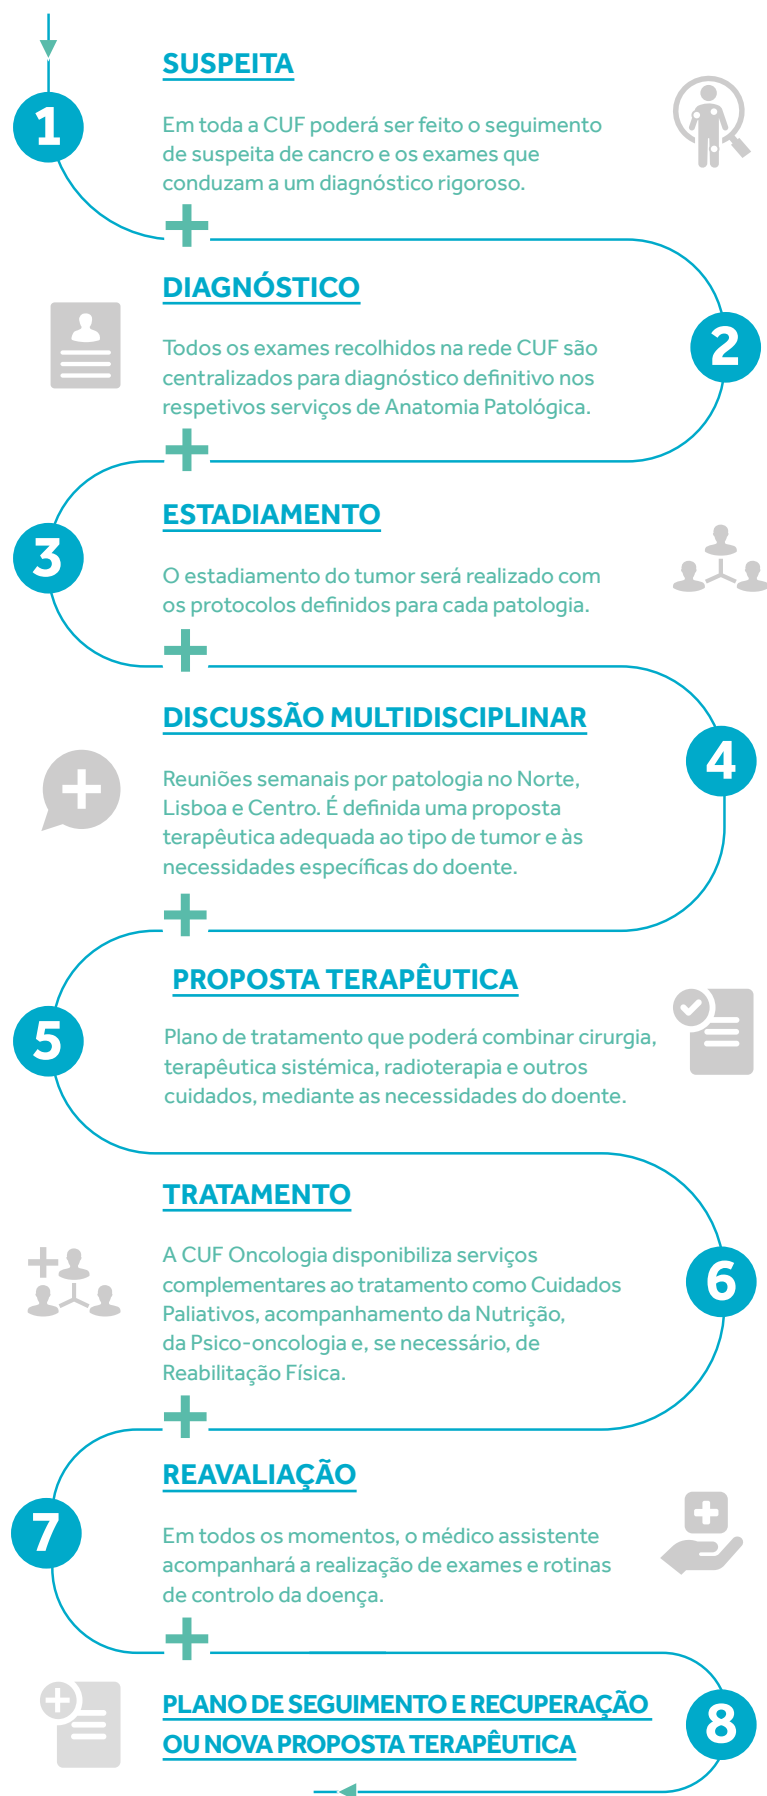 SUSPEITA
1
Em toda a CUF poderá ser feito o seguimento
de suspeita de cancro e os exames que
conduzam a um diagnóstico rigoroso.
DIAGNÓSTICO
2
Todos os exames recolhidos na rede CUF são
centralizados para diagnóstico definitivo nos
respetivos serviços de Anatomia Patológica.
ESTADIAMENTO
3
O estadiamento do tumor será realizado com
os protocolos definidos para cada patologia.
DISCUSSÃO MULTIDISCIPLINAR
4
Reuniões semanais por patologia no Norte,
Lisboa e Centro. É definida uma proposta
terapêutica adequada ao tipo de tumor e às
necessidades específicas do doente.
PROPOSTA TERAPÊUTICA
5
Plano de tratamento que poderá combinar cirurgia,
terapêutica sistémica, radioterapia e outros
cuidados, mediante as necessidades do doente.
TRATAMENTO
6
A CUF Oncologia disponibiliza serviços
complementares ao tratamento como Cuidados
Paliativos, acompanhamento da Nutrição,
da Psico-oncologia e, se necessário, de
Reabilitação Física.
REAVALIAÇÃO
7
Em todos os momentos, o médico assistente
acompanhará a realização de exames e rotinas
de controlo da doença.
PLANO DE SEGUIMENTO E RECUPERAÇÃO
OU NOVA PROPOSTA TERAPÊUTICA
8